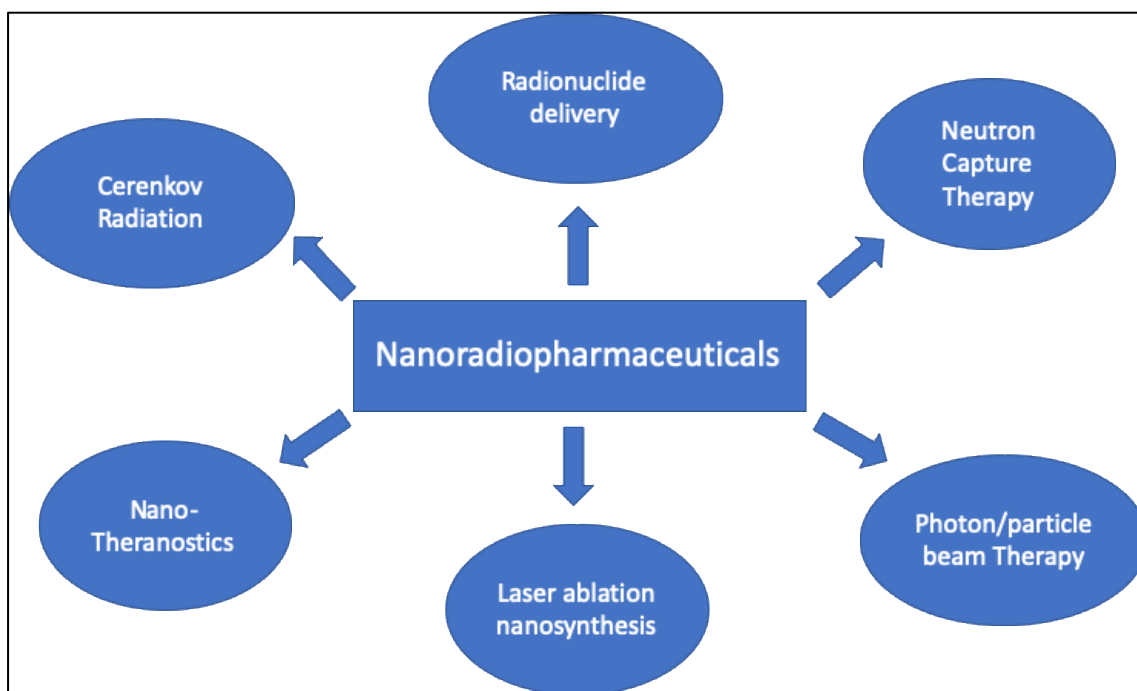 Radionuclide
delivery
Neutron
Capture
Therapy
Cerenkov
Radiation
Nanoradiopharmaceuticals
Nano-
Theranostics
Photon/particle
beam Therapy
Laser ablation
nanosynthesis